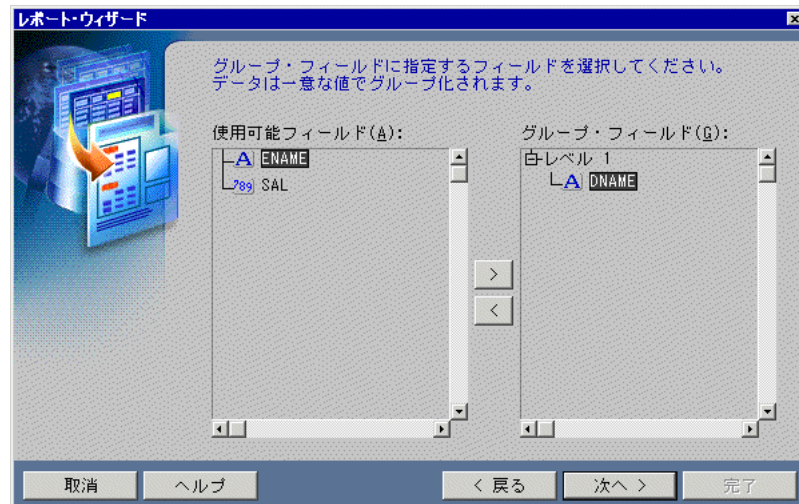 レポート・ウィザード
グループ・フィールドに指定するフィールドを選択してください。
データは一意な値でグループ化されます。
使用可能フィールド(A):
グループ・フィールド(G):
A ENAME
789 SAL
レベル 1
A DNAME
>
<
取消
ヘルプ
< 戻る
次へ >
完了